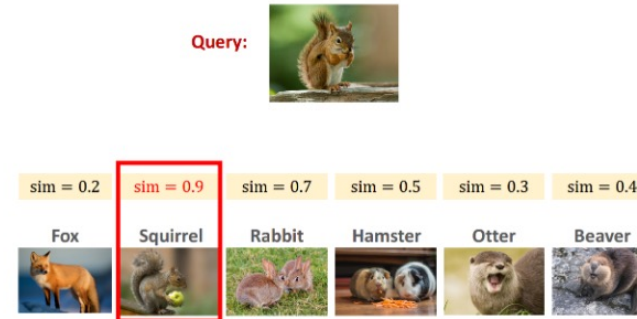 Query:
sim = 0.2 sim = 0.9 sim = 0.7 sim = 0.5 sim = 0.3 sim = 0.4
Fox Squirrel Rabbit Hamster Otter Beaver